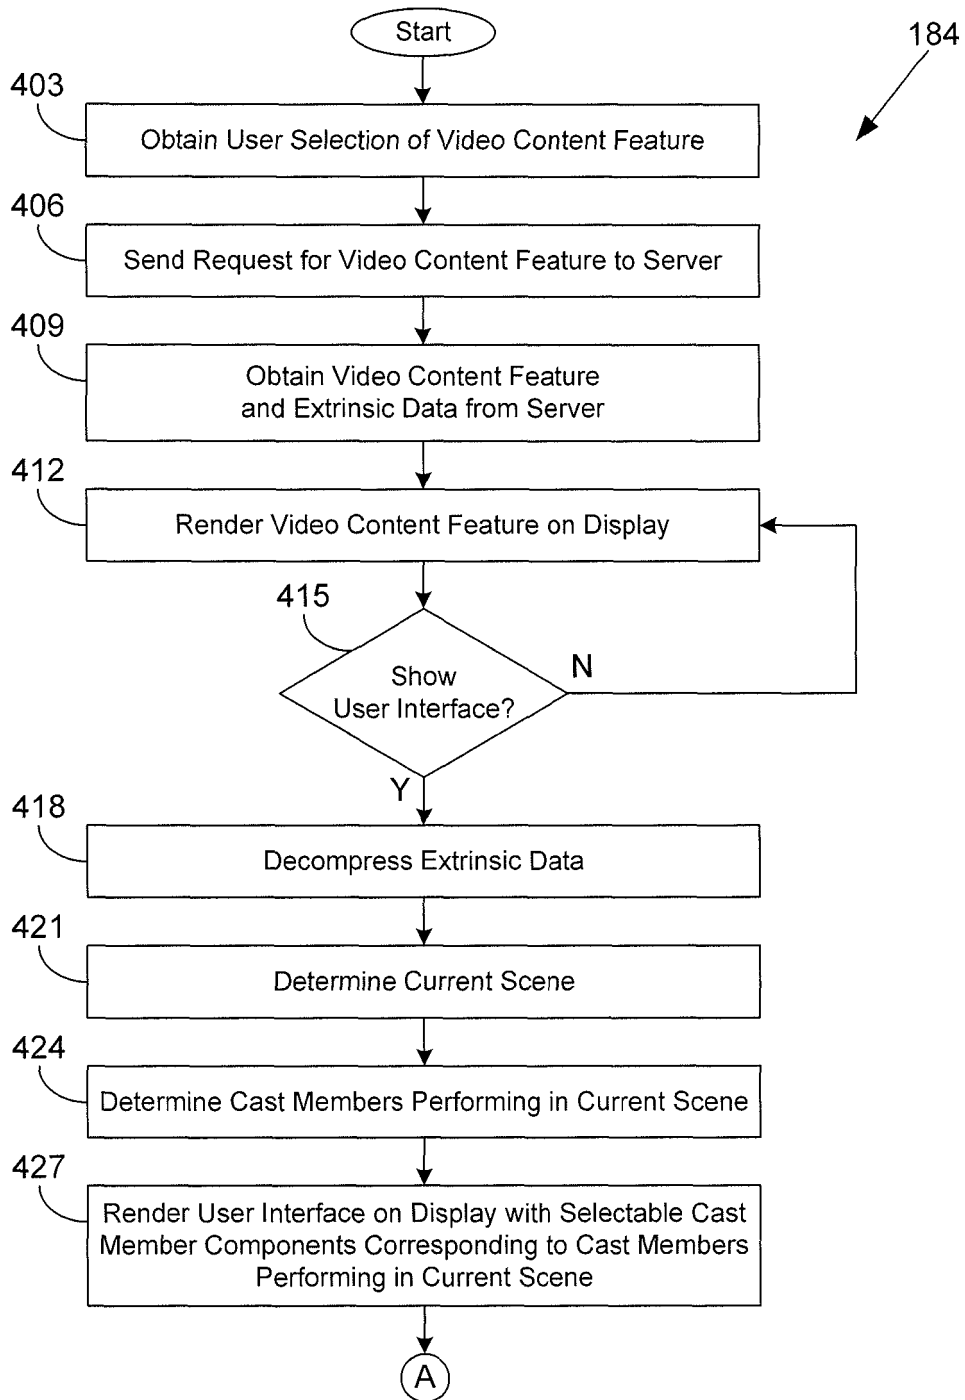 Start
184
403
Obtain User Selection of Video Content Feature
406
Send Request for Video Content Feature to Server
409
Obtain Video Content Feature
and Extrinsic Data from Server
412
Render Video Content Feature on Display
415
Show
User Interface?
N
Y
418
Decompress Extrinsic Data
421
Determine Current Scene
424
Determine Cast Members Performing in Current Scene
427
Render User Interface on Display with Selectable Cast
Member Components Corresponding to Cast Members
Performing in Current Scene
A